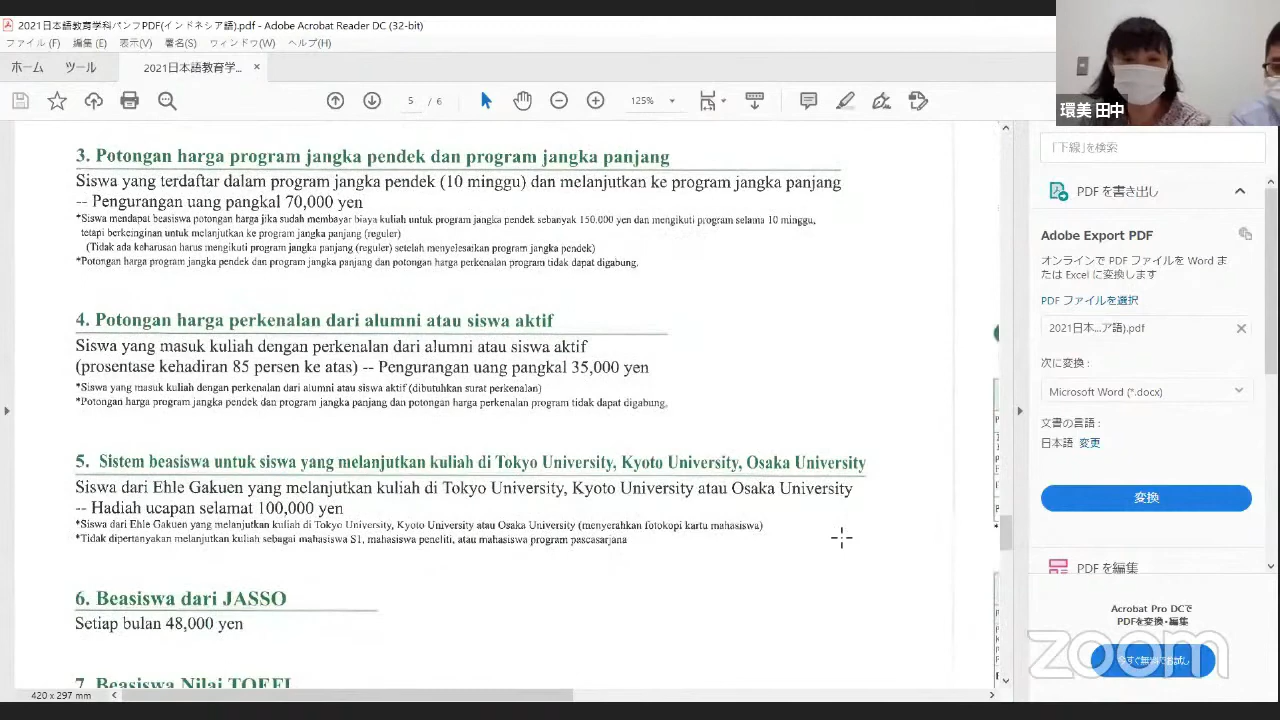 2021日本語教育学科パンフPDF(インドネシア語).pdf - Adobe Acrobat Reader DC (32-bit)
ファイル(F) 編集(E) 表示(V) 署名(S) ウィンドウ(W) ヘルプ(H)
ホーム ツール 2021日本語教育学... ×
5 / 6 125%
環美 田中
3. Potongan harga program jangka pendek dan program jangka panjang
Siswa yang terdaftar dalam program jangka pendek (10 minggu) dan melanjutkan ke program jangka panjang
-- Pengurangan uang pangkal 70,000 yen
*Siswa mendapat beasiswa potongan harga jika sudah membayar biaya kuliah untuk program jangka pendek sebanyak 150.000 yen dan mengikuti program selama 10 minggu,
tetapi berkeinginan untuk melanjutkan ke program jangka panjang (reguler)
(Tidak ada keharusan harus mengikuti program jangka panjang (reguler) setelah menyelesaikan program jangka pendek)
*Potongan harga program jangka pendek dan program jangka panjang dan potongan harga perkenalan program tidak dapat digabung.
4. Potongan harga perkenalan dari alumni atau siswa aktif
Siswa yang masuk kuliah dengan perkenalan dari alumni atau siswa aktif
(prosentase kehadiran 85 persen ke atas) -- Pengurangan uang pangkal 35,000 yen
*Siswa yang masuk kuliah dengan perkenalan dari alumni atau siswa aktif (dibutuhkan surat perkenalan)
*Potongan harga program jangka pendek dan program jangka panjang dan potongan harga perkenalan program tidak dapat digabung.
5. Sistem beasiswa untuk siswa yang melanjutkan kuliah di Tokyo University, Kyoto University, Osaka University
Siswa dari Ehle Gakuen yang melanjutkan kuliah di Tokyo University, Kyoto University atau Osaka University
-- Hadiah ucapan selamat 100,000 yen
*Siswa dari Ehle Gakuen yang melanjutkan kuliah di Tokyo University, Kyoto University atau Osaka University (menyerahkan fotokopi kartu mahasiswa)
*Tidak dipertanyakan melanjutkan kuliah sebagai mahasiswa S1, mahasiswa peneliti, atau mahasiswa program pascasarjana
6. Beasiswa dari JASSO
Setiap bulan 48,000 yen
7. Beasiswa Nilai TOEFL
420 x 297 mm
「下線」を検索
PDF を書き出し
Adobe Export PDF
オンラインで PDF ファイルを Word ま
たは Excel に変換します
PDF ファイルを選択
2021日本...ア語).pdf ×
次に変換 :
Microsoft Word (*.docx)
文書の言語 :
日本語 変更
変換
PDF を編集
Acrobat Pro DCで
PDFを変換・編集
今すぐ無料でお試し
zoom